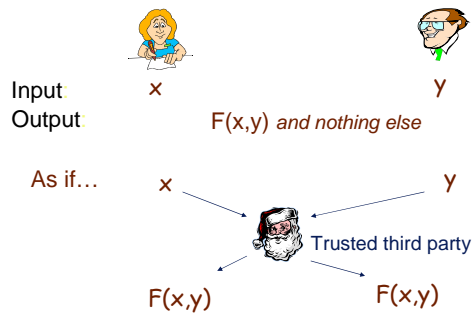 Input: x y
Output: F(x,y) and nothing else
As if… x y
Trusted third party
F(x,y) F(x,y)